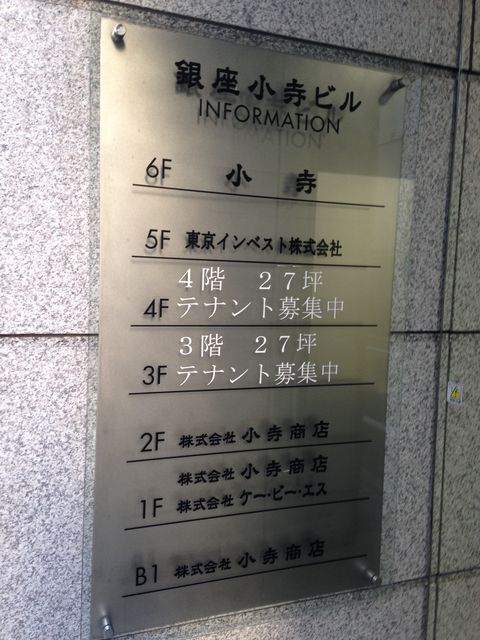 銀座小寺ビル
INFORMATION
6F 小寺
5F 東京インベスト株式会社
4階 27坪
4F テナント募集中
3階 27坪
3F テナント募集中
2F 株式会社 小寺商店
株式会社 小寺商店
1F 株式会社 ケー・ビー・エス
B1 株式会社 小寺商店